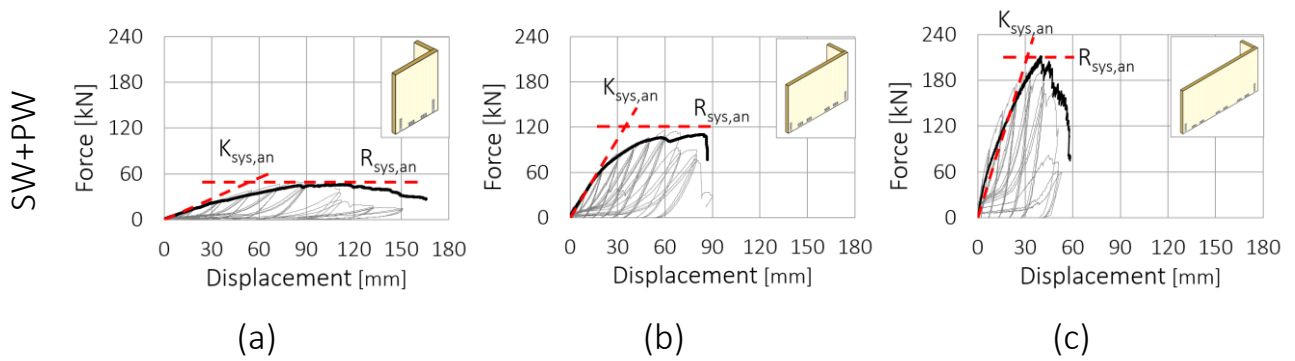 SW+PW
240
180
120
60
0
Force [kN]
K_sys,an
R_sys,an
0 30 60 90 120 150 180
Displacement [mm]
(a)
240
180
120
60
0
Force [kN]
K_sys,an
R_sys,an
0 30 60 90 120 150 180
Displacement [mm]
(b)
240
180
120
60
0
Force [kN]
K_sys,an
R_sys,an
0 30 60 90 120 150 180
Displacement [mm]
(c)